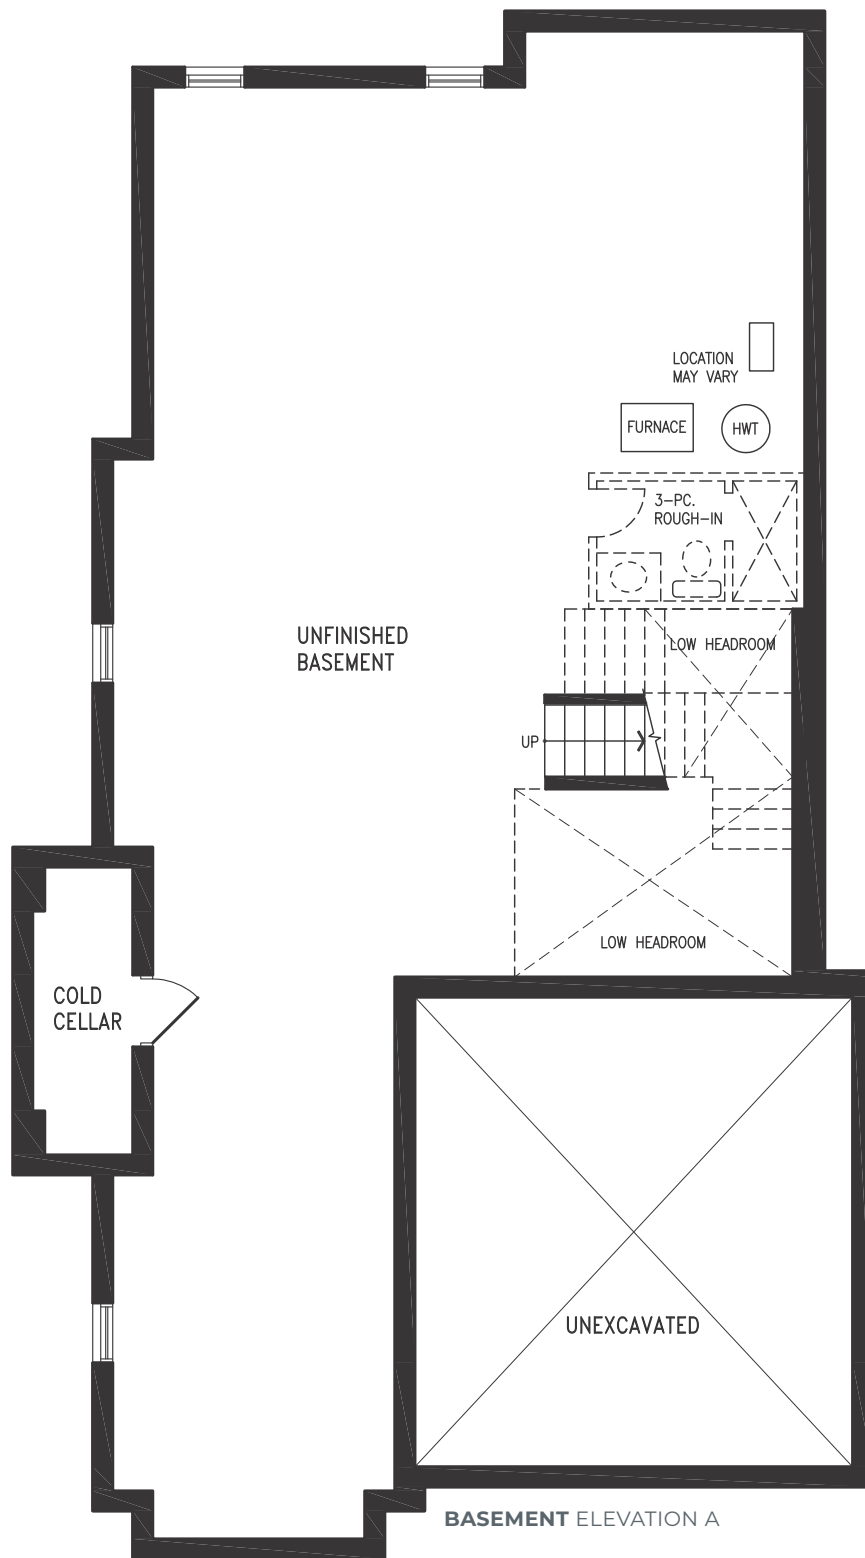 LOCATION
MAY VARY
FURNACE
HWT
3-PC.
ROUGH-IN
UNFINISHED
BASEMENT
LOW HEADROOM
UP
LOW HEADROOM
COLD
CELLAR
UNEXCAVATED
BASEMENT ELEVATION A